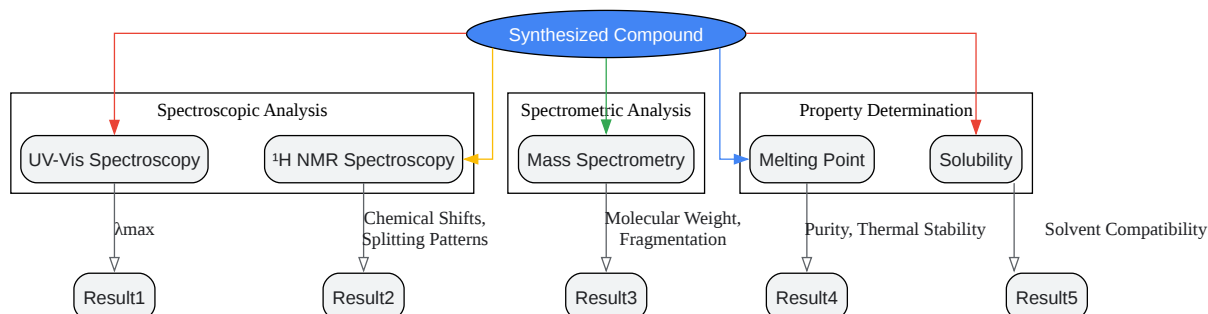 Synthesized Compound
Spectroscopic Analysis
Spectrometric Analysis
Property Determination
UV-Vis Spectroscopy
¹H NMR Spectroscopy
Mass Spectrometry
Melting Point
Solubility
λmax
Chemical Shifts,
Splitting Patterns
Molecular Weight,
Fragmentation
Purity, Thermal Stability
Solvent Compatibility
Result1
Result2
Result3
Result4
Result5